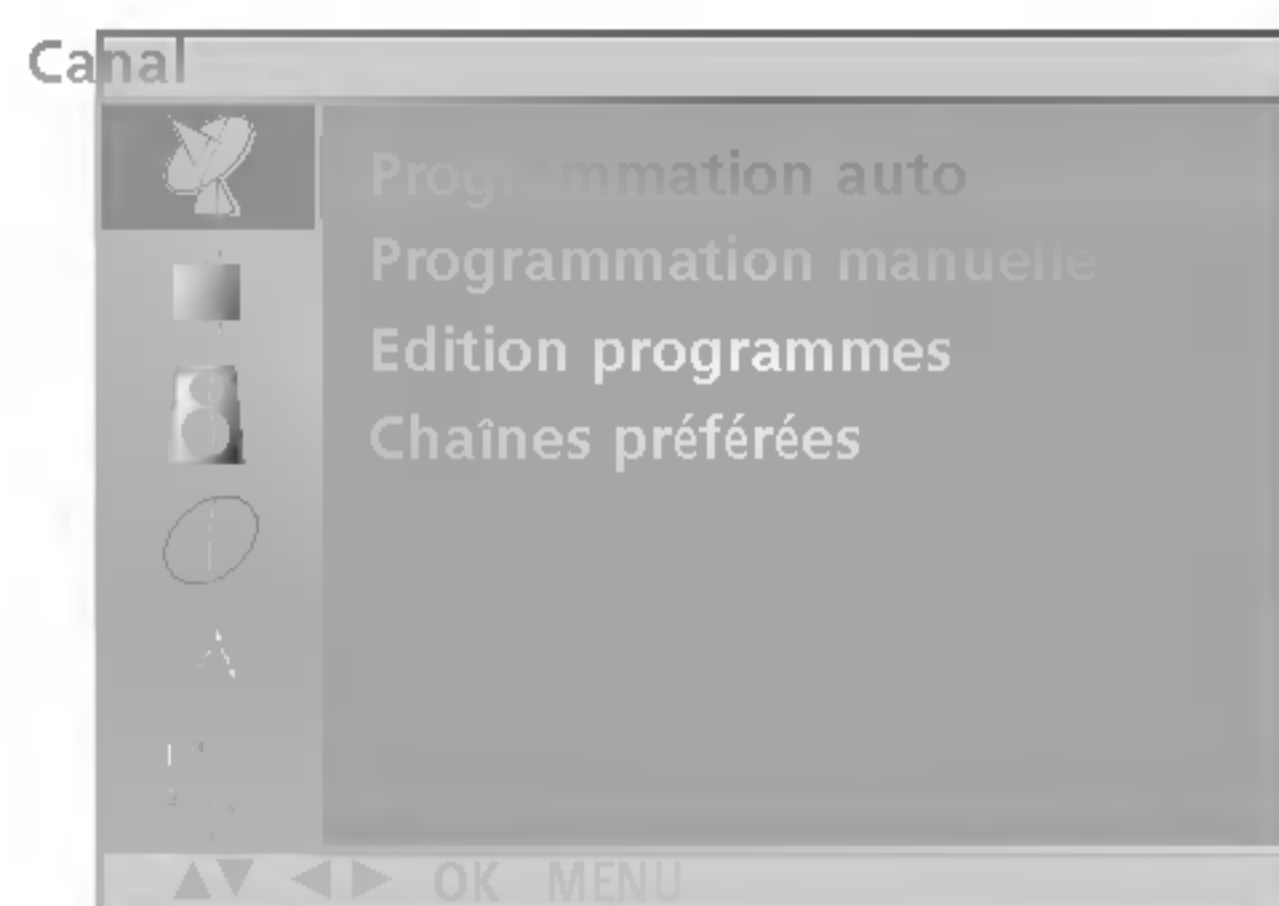 Canal
Programmation auto
Programmation manuelle
Edition programmes
Chaînes préférées
▲▼ ◀▶ OK MENU